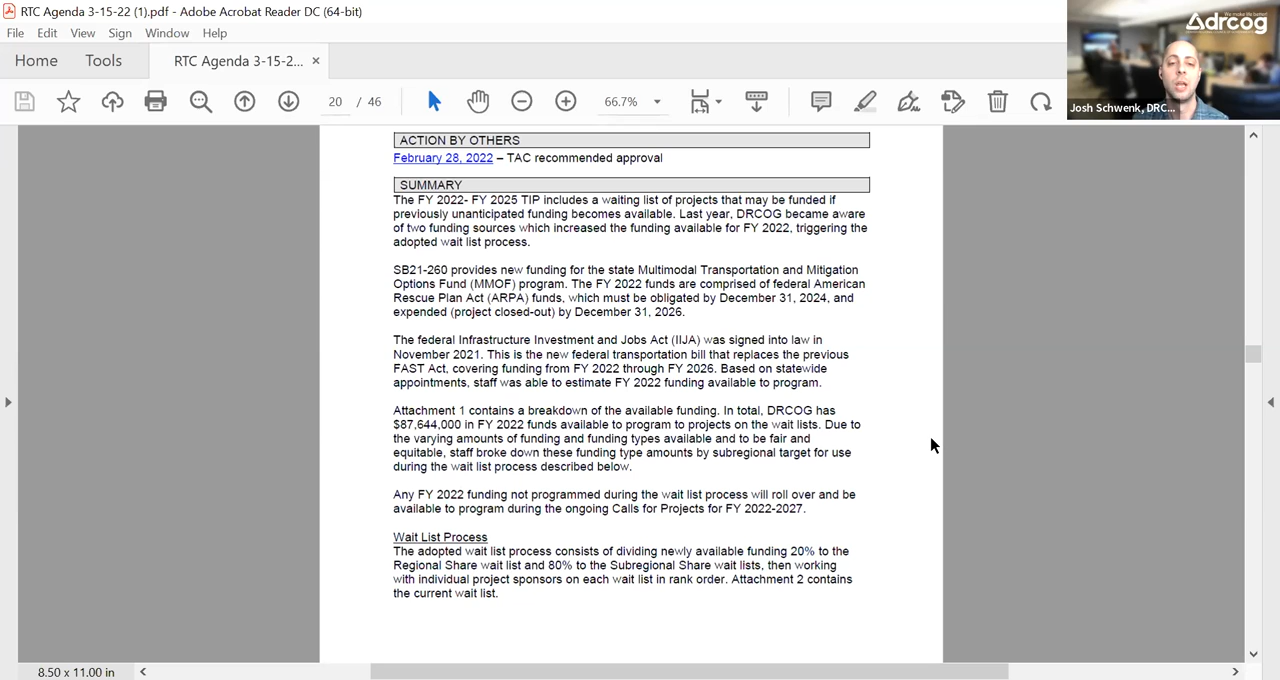 RTC Agenda 3-15-22 (1).pdf - Adobe Acrobat Reader DC (64-bit)
File Edit View Sign Window Help
Home Tools RTC Agenda 3-15-2... ×
20 / 46 66.7%
We make life better!
drcog
Josh Schwenk, DRC...
ACTION BY OTHERS
February 28, 2022 – TAC recommended approval
SUMMARY
The FY 2022- FY 2025 TIP includes a waiting list of projects that may be funded if
previously unanticipated funding becomes available. Last year, DRCOG became aware
of two funding sources which increased the funding available for FY 2022, triggering the
adopted wait list process.
SB21-260 provides new funding for the state Multimodal Transportation and Mitigation
Options Fund (MMOF) program. The FY 2022 funds are comprised of federal American
Rescue Plan Act (ARPA) funds, which must be obligated by December 31, 2024, and
expended (project closed-out) by December 31, 2026.
The federal Infrastructure Investment and Jobs Act (IIJA) was signed into law in
November 2021. This is the new federal transportation bill that replaces the previous
FAST Act, covering funding from FY 2022 through FY 2026. Based on statewide
appointments, staff was able to estimate FY 2022 funding available to program.
Attachment 1 contains a breakdown of the available funding. In total, DRCOG has
$87,644,000 in FY 2022 funds available to program to projects on the wait lists. Due to
the varying amounts of funding and funding types available and to be fair and
equitable, staff broke down these funding type amounts by subregional target for use
during the wait list process described below.
Any FY 2022 funding not programmed during the wait list process will roll over and be
available to program during the ongoing Calls for Projects for FY 2022-2027.
Wait List Process
The adopted wait list process consists of dividing newly available funding 20% to the
Regional Share wait list and 80% to the Subregional Share wait lists, then working
with individual project sponsors on each wait list in rank order. Attachment 2 contains
the current wait list.
8.50 x 11.00 in